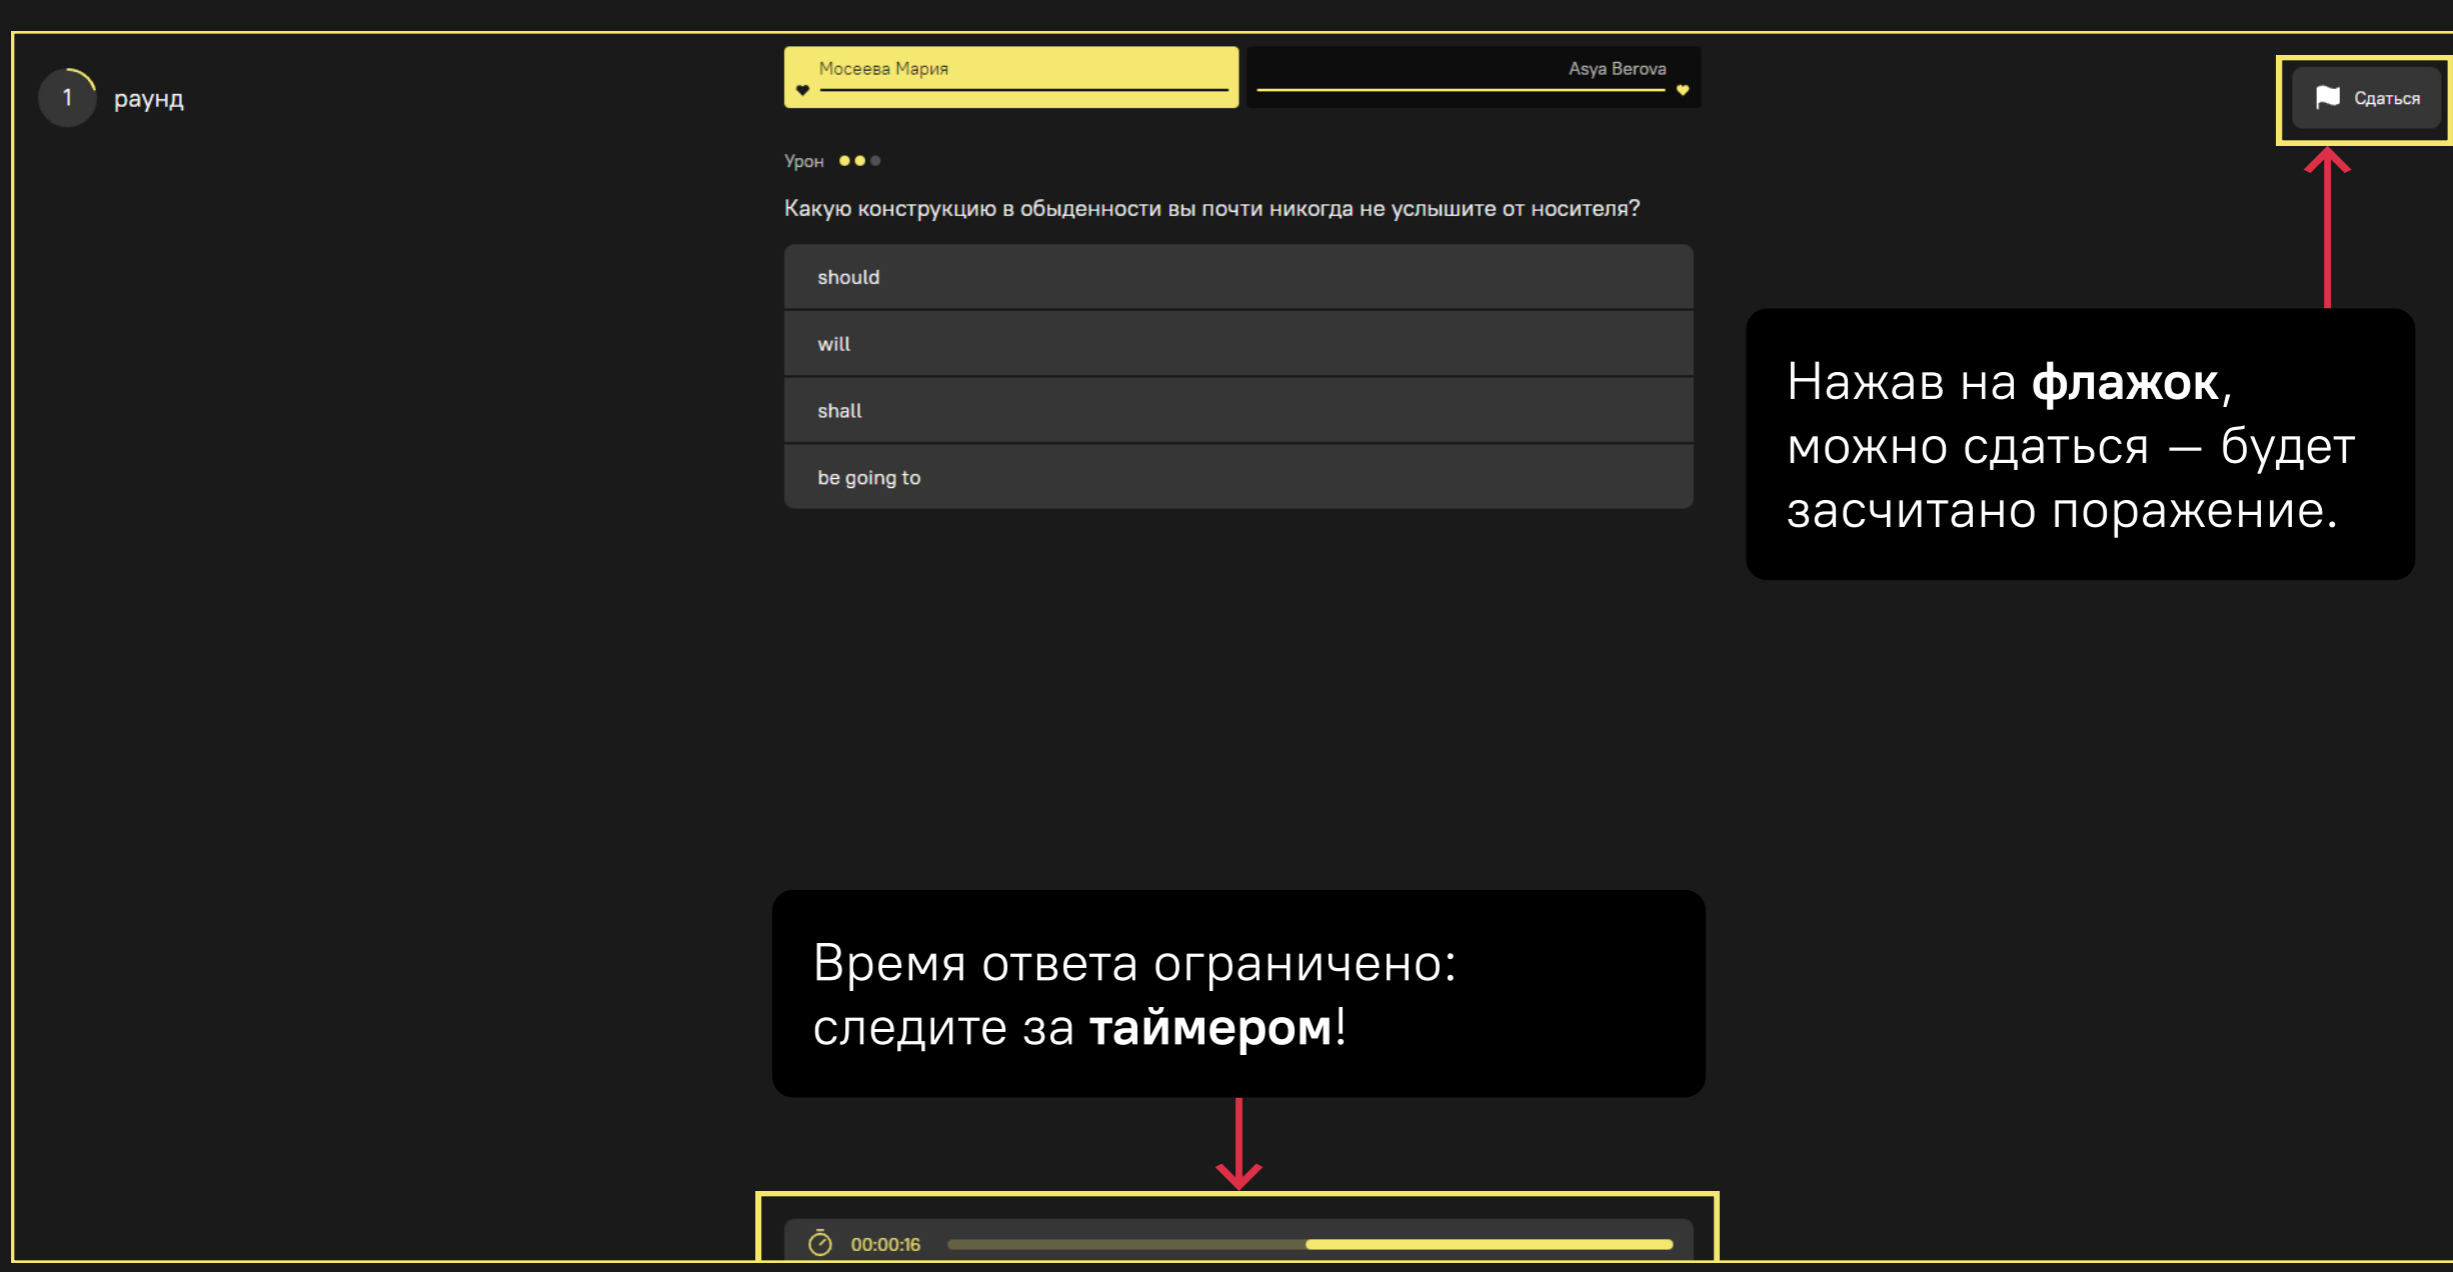 1 раунд
Мосеева Мария
Asya Berova
Сдаться
Урон
Какую конструкцию в обыденности вы почти никогда не услышите от носителя?
should
will
shall
be going to
Нажав на флажок,
можно сдаться — будет
засчитано поражение.
Время ответа ограничено:
следите за таймером!
00:00:16